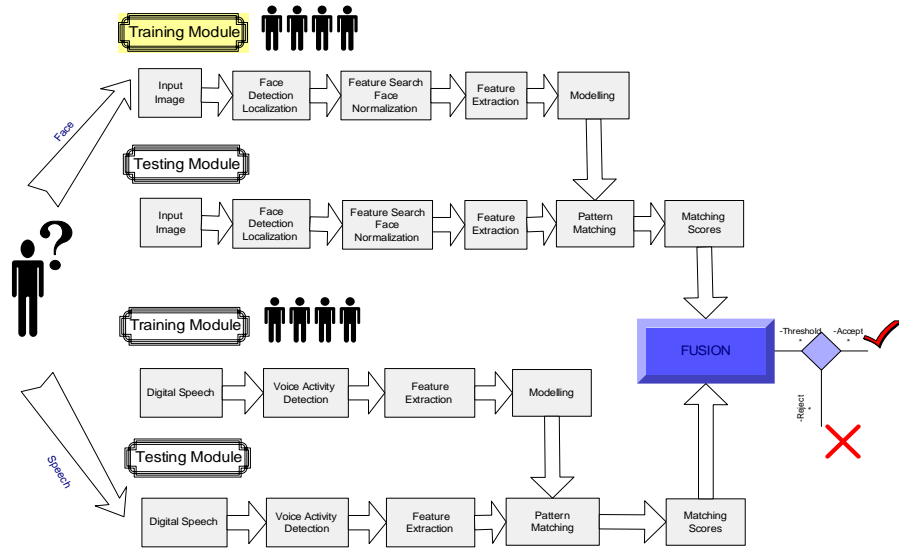 Training Module
Input
Image
Face
Detection
Localization
Feature Search
Face
Normalization
Feature
Extraction
Modelling
Face
Testing Module
Input
Image
Face
Detection
Localization
Feature Search
Face
Normalization
Feature
Extraction
Pattern
Matching
Matching
Scores
?
Training Module
FUSION
-Threshold
*
-Accept
*
-Reject
*
Digital Speech
Voice Activity
Detection
Feature
Extraction
Modelling
Speech
Testing Module
Digital Speech
Voice Activity
Detection
Feature
Extraction
Pattern
Matching
Matching
Scores